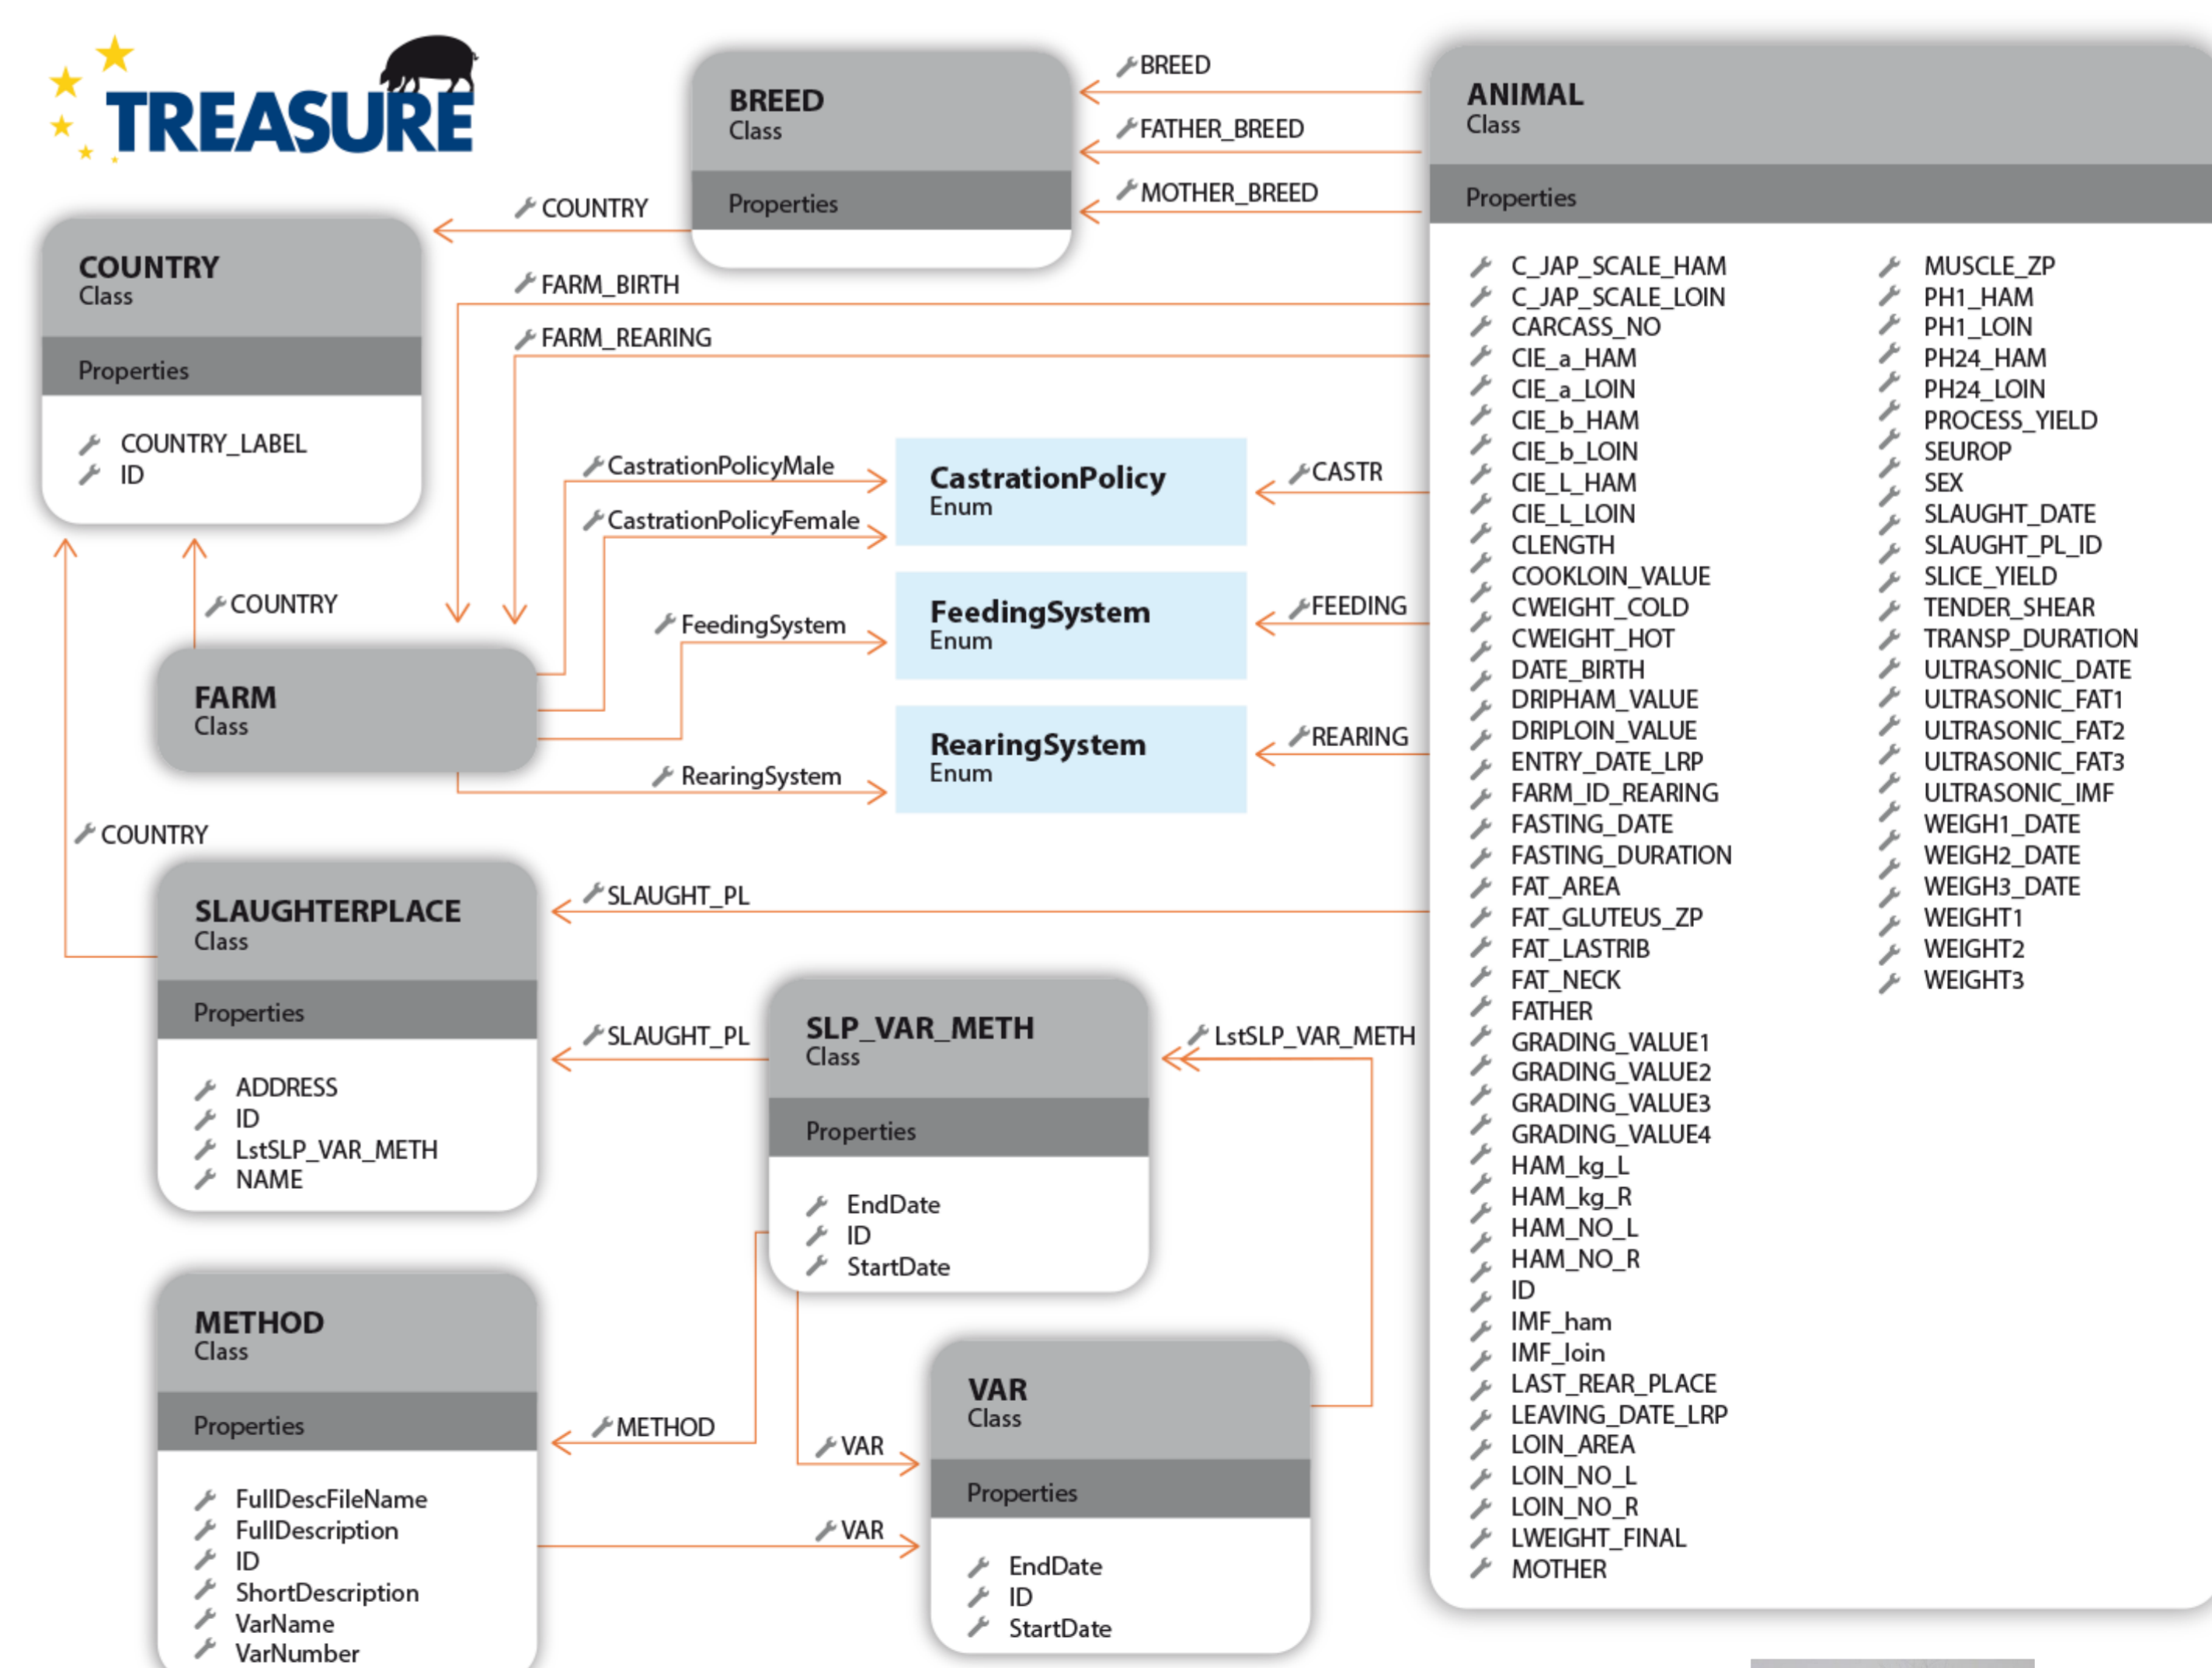 TREASURE
BREED
Class
Properties
BREED
FATHER_BREED
MOTHER_BREED
COUNTRY
FARM_BIRTH
FARM_REARING
COUNTRY
Class
Properties
COUNTRY_LABEL
ID
CastrationPolicyMale
CastrationPolicyFemale
CastrationPolicy
Enum
CASTR
COUNTRY
FeedingSystem
FeedingSystem
Enum
FEEDING
FARM
Class
RearingSystem
RearingSystem
Enum
REARING
COUNTRY
SLAUGHTERPLACE
Class
Properties
ADDRESS
ID
LstSLP_VAR_METH
NAME
SLAUGHT_PL
SLAUGHT_PL
SLP_VAR_METH
Class
Properties
EndDate
ID
StartDate
LstSLP_VAR_METH
METHOD
Class
Properties
FullDescFileName
FullDescription
ID
ShortDescription
VarName
VarNumber
METHOD
VAR
VAR
VAR
Class
Properties
EndDate
ID
StartDate
ANIMAL
Class
Properties
C_JAP_SCALE_HAM
C_JAP_SCALE_LOIN
CARCASS_NO
CIE_a_HAM
CIE_a_LOIN
CIE_b_HAM
CIE_b_LOIN
CIE_L_HAM
CIE_L_LOIN
CLENGTH
COOKLOIN_VALUE
CWEIGHT_COLD
CWEIGHT_HOT
DATE_BIRTH
DRIPHAM_VALUE
DRIPLOIN_VALUE
ENTRY_DATE_LRP
FARM_ID_REARING
FASTING_DATE
FASTING_DURATION
FAT_AREA
FAT_GLUTEUS_ZP
FAT_LASTRIB
FAT_NECK
FATHER
GRADING_VALUE1
GRADING_VALUE2
GRADING_VALUE3
GRADING_VALUE4
HAM_kg_L
HAM_kg_R
HAM_NO_L
HAM_NO_R
ID
IMF_ham
IMF_loin
LAST_REAR_PLACE
LEAVING_DATE_LRP
LOIN_AREA
LOIN_NO_L
LOIN_NO_R
LWEIGHT_FINAL
MOTHER
MUSCLE_ZP
PH1_HAM
PH1_LOIN
PH24_HAM
PH24_LOIN
PROCESS_YIELD
SEUROP
SEX
SLAUGHT_DATE
SLAUGHT_PL_ID
SLICE_YIELD
TENDER_SHEAR
TRANSP_DURATION
ULTRASONIC_DATE
ULTRASONIC_FAT1
ULTRASONIC_FAT2
ULTRASONIC_FAT3
ULTRASONIC_IMF
WEIGH1_DATE
WEIGH2_DATE
WEIGH3_DATE
WEIGHT1
WEIGHT2
WEIGHT3